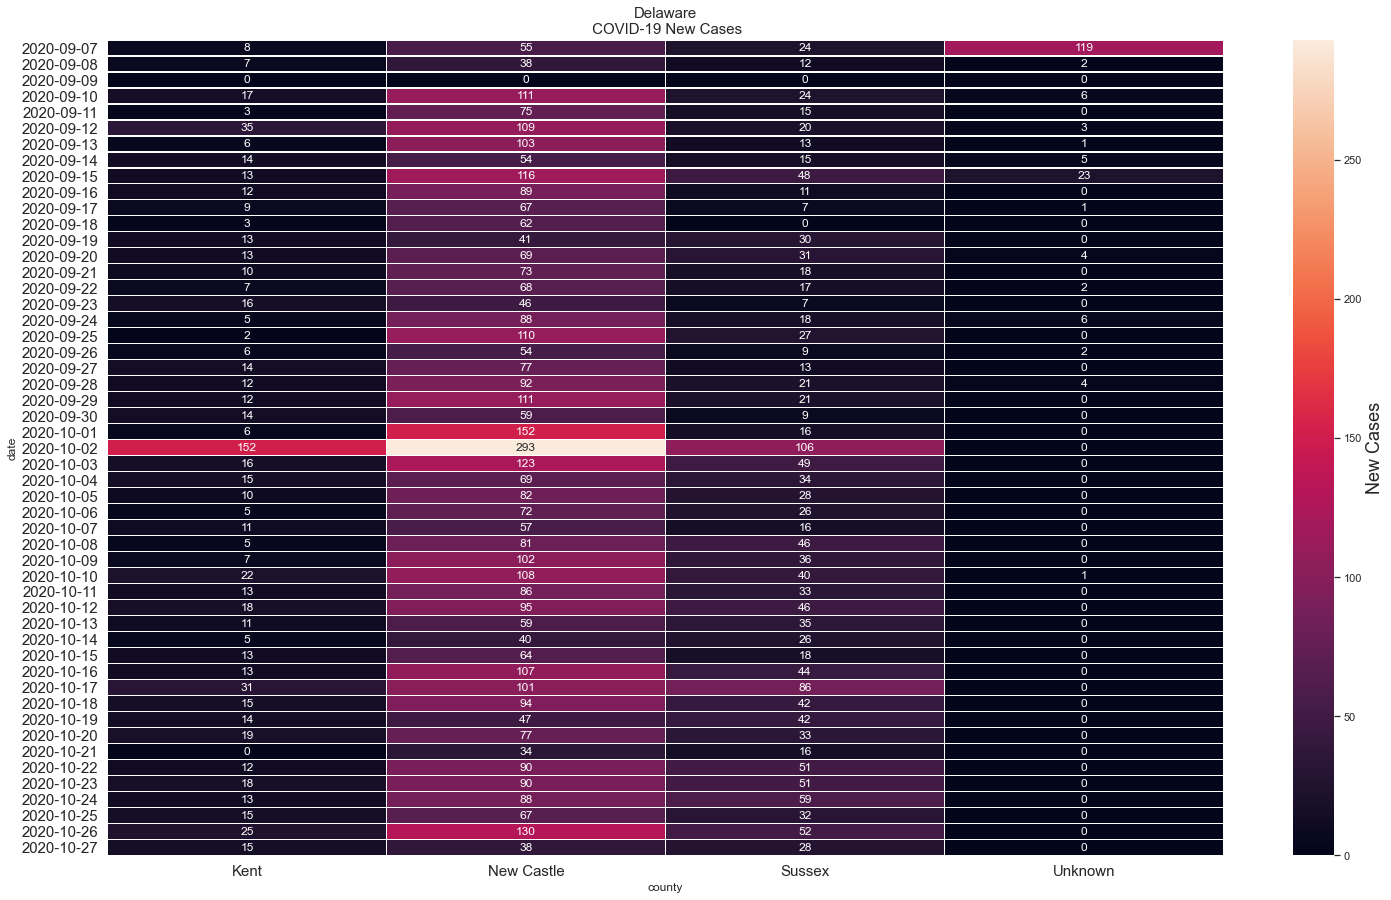 Delaware
COVID-19 New Cases
2020-09-07 8 55 24 119
2020-09-08 7 38 12 2
2020-09-09 0 0 0 0
2020-09-10 17 111 24 6
2020-09-11 3 75 15 0
2020-09-12 35 109 20 3
2020-09-13 6 103 13 1
2020-09-14 14 54 15 5
2020-09-15 13 116 48 23
2020-09-16 12 89 11 0
2020-09-17 9 67 7 1
2020-09-18 3 62 0 0
2020-09-19 13 41 30 0
2020-09-20 13 69 31 4
2020-09-21 10 73 18 0
2020-09-22 7 68 17 2
2020-09-23 16 46 7 0
2020-09-24 5 88 18 6
2020-09-25 2 110 27 0
2020-09-26 6 54 9 2
2020-09-27 14 77 13 0
2020-09-28 12 92 21 4
2020-09-29 12 111 21 0
2020-09-30 14 59 9 0
2020-10-01 6 152 16 0
2020-10-02 152 293 106 0
2020-10-03 16 123 49 0
2020-10-04 15 69 34 0
2020-10-05 10 82 28 0
2020-10-06 5 72 26 0
2020-10-07 11 57 16 0
2020-10-08 5 81 46 0
2020-10-09 7 102 36 0
2020-10-10 22 108 40 1
2020-10-11 13 86 33 0
2020-10-12 18 95 46 0
2020-10-13 11 59 35 0
2020-10-14 5 40 26 0
2020-10-15 13 64 18 0
2020-10-16 13 107 44 0
2020-10-17 31 101 86 0
2020-10-18 15 94 42 0
2020-10-19 14 47 42 0
2020-10-20 19 77 33 0
2020-10-21 0 34 16 0
2020-10-22 12 90 51 0
2020-10-23 18 90 51 0
2020-10-24 13 88 59 0
2020-10-25 15 67 32 0
2020-10-26 25 130 52 0
2020-10-27 15 38 28 0
Kent New Castle Sussex Unknown
county
date
250
200
150
100
50
0
New Cases